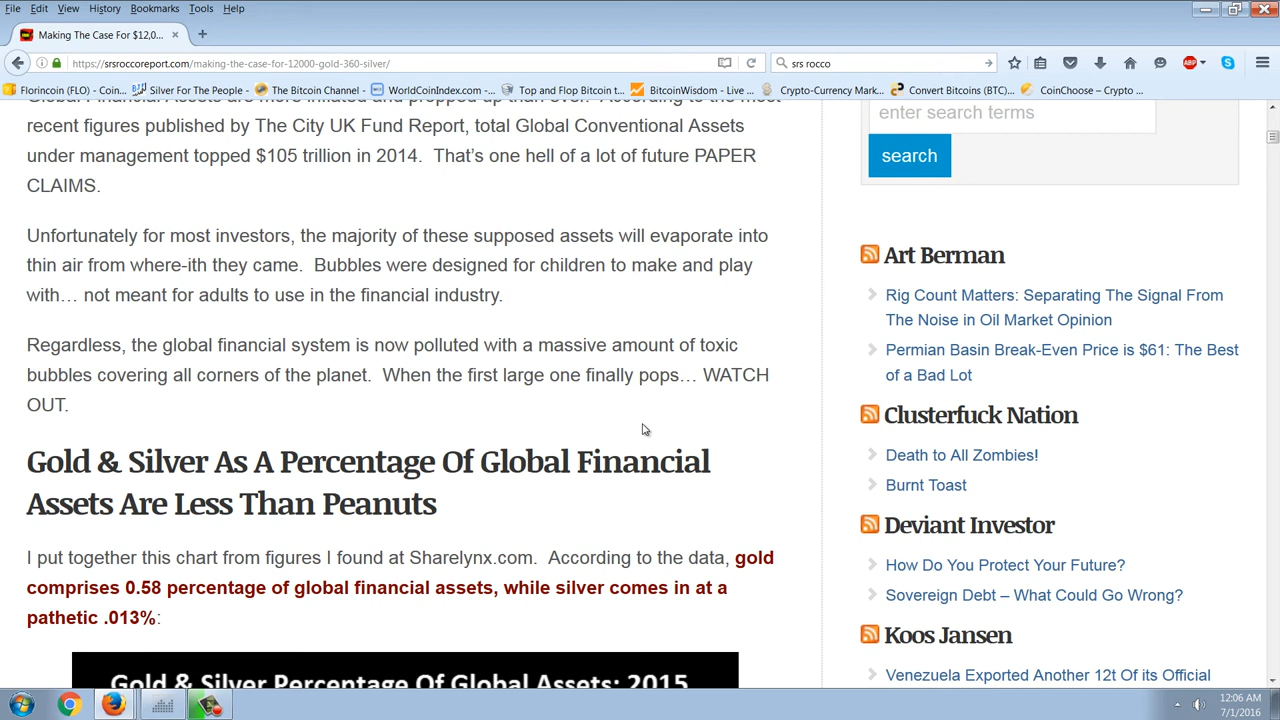 File Edit View History Bookmarks Tools Help
Making The Case For $12,0...
https://srsroccoreport.com/making-the-case-for-12000-gold-360-silver/
srs rocco
ABP
Florincoin (FLO) - Coin...
Silver For The People -
The Bitcoin Channel -
WorldCoinIndex.com -
Top and Flop Bitcoin t...
BitcoinWisdom - Live ...
Crypto-Currency Mark...
Convert Bitcoins (BTC)...
CoinChoose – Crypto ...
Global Financial Assets are more inflated and propped up than ever. According to the most
recent figures published by The City UK Fund Report, total Global Conventional Assets
under management topped $105 trillion in 2014. That's one hell of a lot of future PAPER
CLAIMS.
Unfortunately for most investors, the majority of these supposed assets will evaporate into
thin air from where-ith they came. Bubbles were designed for children to make and play
with… not meant for adults to use in the financial industry.
Regardless, the global financial system is now polluted with a massive amount of toxic
bubbles covering all corners of the planet. When the first large one finally pops… WATCH
OUT.
Gold & Silver As A Percentage Of Global Financial
Assets Are Less Than Peanuts
I put together this chart from figures I found at Sharelynx.com. According to the data, gold
comprises 0.58 percentage of global financial assets, while silver comes in at a
pathetic .013%:
Gold & Silver Percentage Of Global Assets: 2015
enter search terms
search
Art Berman
Rig Count Matters: Separating The Signal From
The Noise in Oil Market Opinion
Permian Basin Break-Even Price is $61: The Best
of a Bad Lot
Clusterfuck Nation
Death to All Zombies!
Burnt Toast
Deviant Investor
How Do You Protect Your Future?
Sovereign Debt – What Could Go Wrong?
Koos Jansen
Venezuela Exported Another 12t Of its Official
12:06 AM
7/1/2016